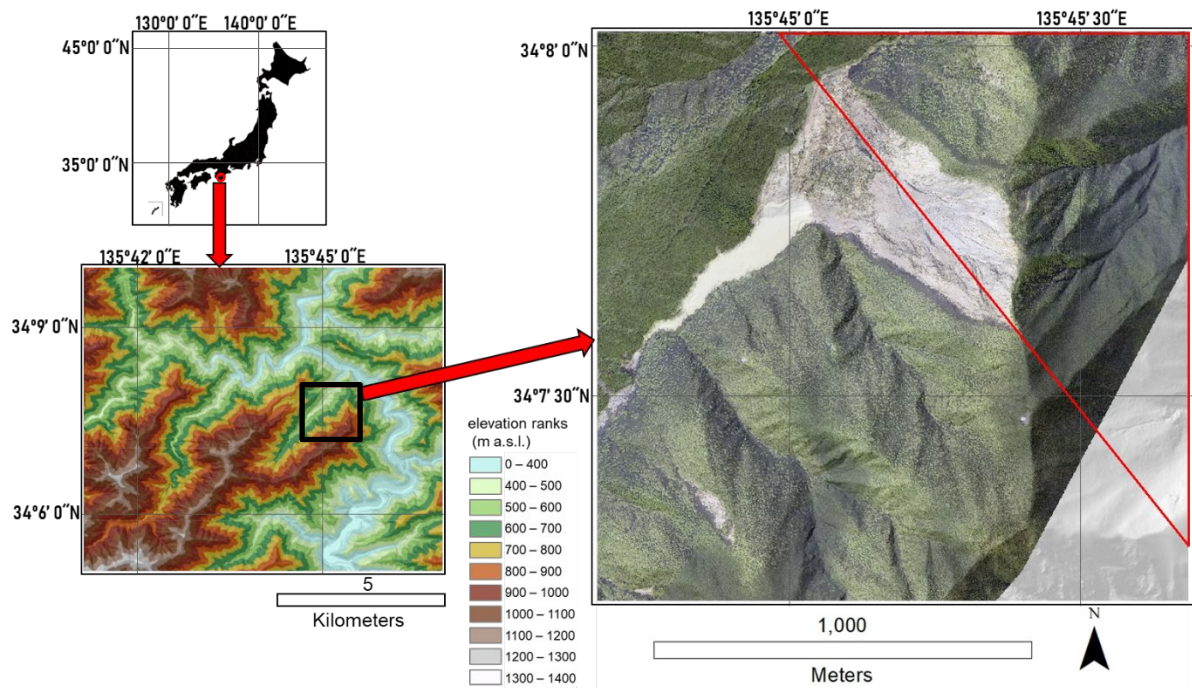 130°0' 0"E 140°0' 0"E
45°0' 0"N
35°0' 0"N
135°42' 0"E 135°45' 0"E
34°9' 0"N
34°6' 0"N
5
Kilometers
elevation ranks
(m a.s.l.)
0 – 400
400 – 500
500 – 600
600 – 700
700 – 800
800 – 900
900 – 1000
1000 – 1100
1100 – 1200
1200 – 1300
1300 – 1400
135°45' 0"E 135°45' 30"E
34°8' 0"N
34°7' 30"N
1,000
Meters
N